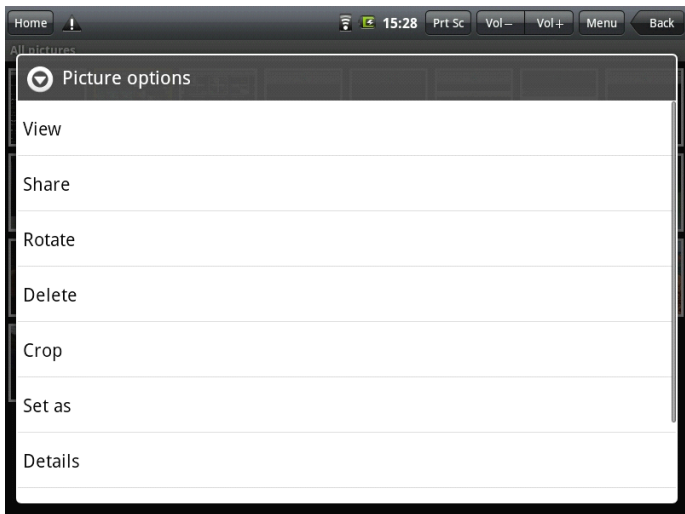 Home 15:28 Prt Sc Vol– Vol+ Menu Back
All pictures
Picture options
View
Share
Rotate
Delete
Crop
Set as
Details